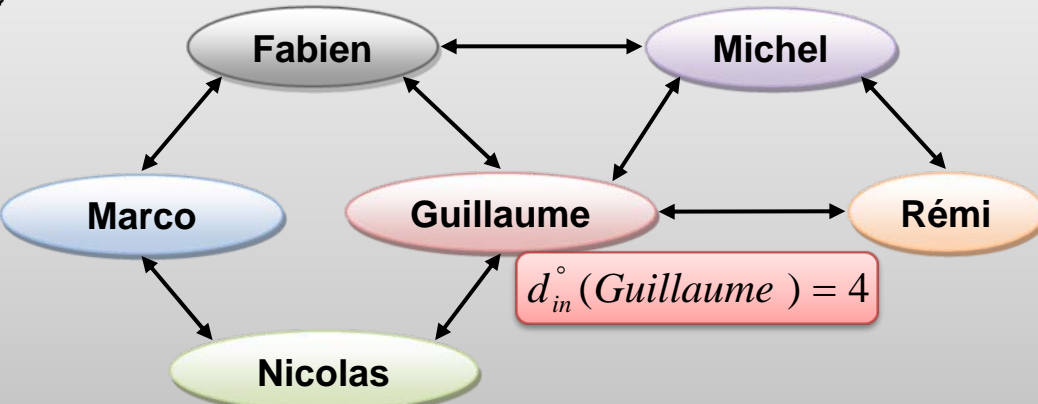 Fabien
Michel
Marco
Guillaume
Rémi
d°in (Guillaume ) = 4
Nicolas